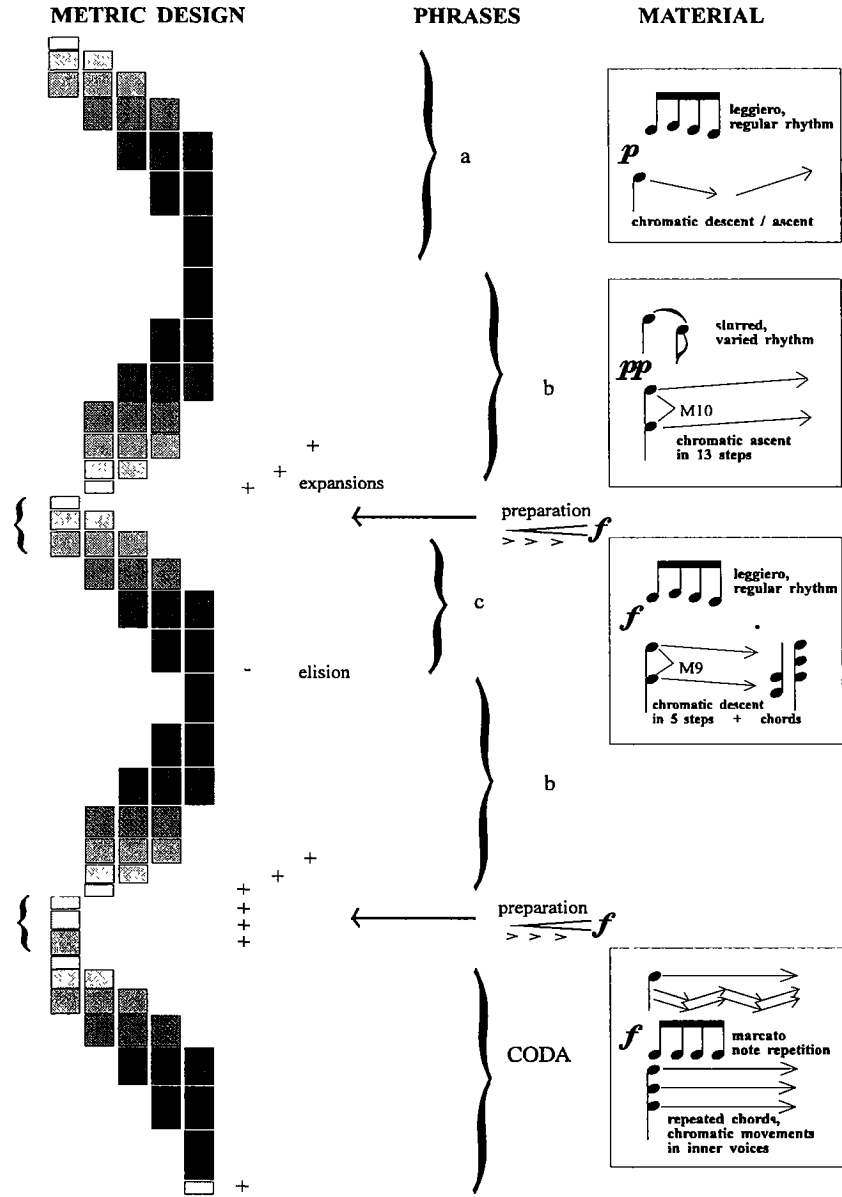 METRIC DESIGN
PHRASES
MATERIAL
a
leggiero,
regular rhythm
p
chromatic descent / ascent
b
slurred,
varied rhythm
pp
M10
chromatic ascent
in 13 steps
+
+
+ expansions
preparation
> > > f
c
leggiero,
regular rhythm
f
M9
chromatic descent
in 5 steps + chords
- elision
b
+
+
+
+
+
+
preparation
> > > f
CODA
f
marcato
note repetition
repeated chords,
chromatic movements
in inner voices
+